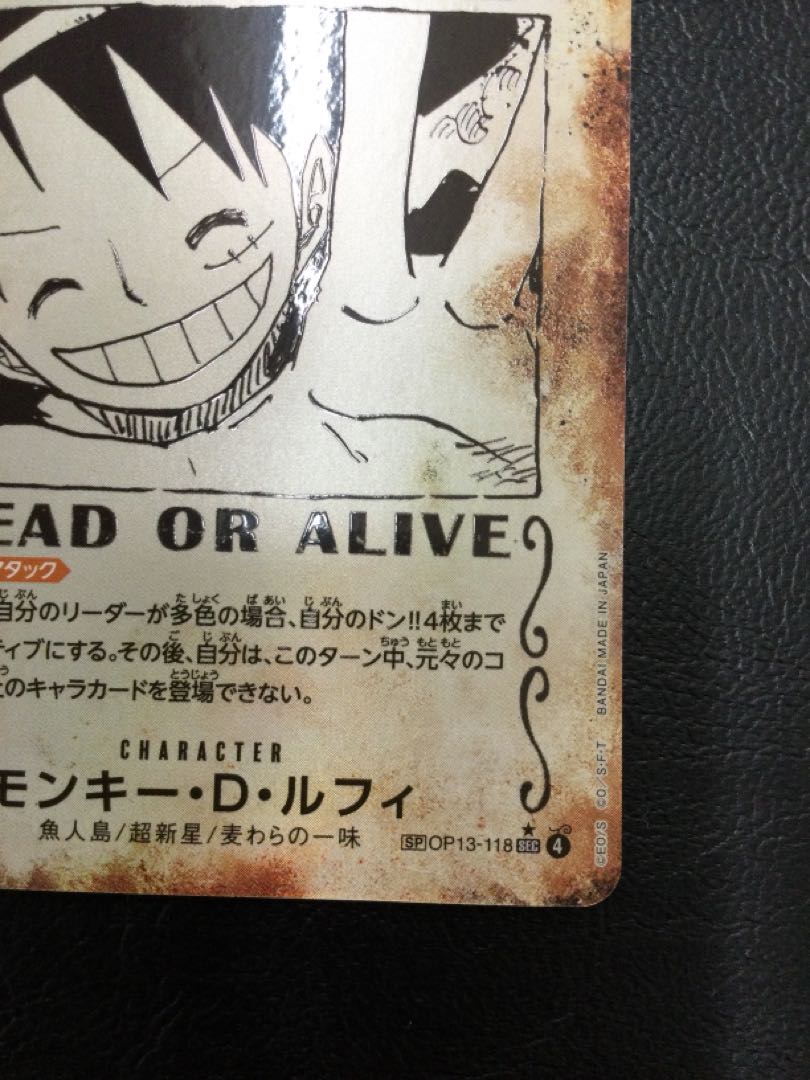 EAD OR ALIVE
アタック
自分のリーダーが多色の場合、自分のドン!!4枚まで
ティブにする。その後、自分は、このターン中、元々のコ
上のキャラカードを登場できない。
CHARACTER
モンキー・D・ルフィ
魚人島/超新星/麦わらの一味
SP OP13-118 SEC 4
©EO/S ©O/S・F・T BANDAI MADE IN JAPAN